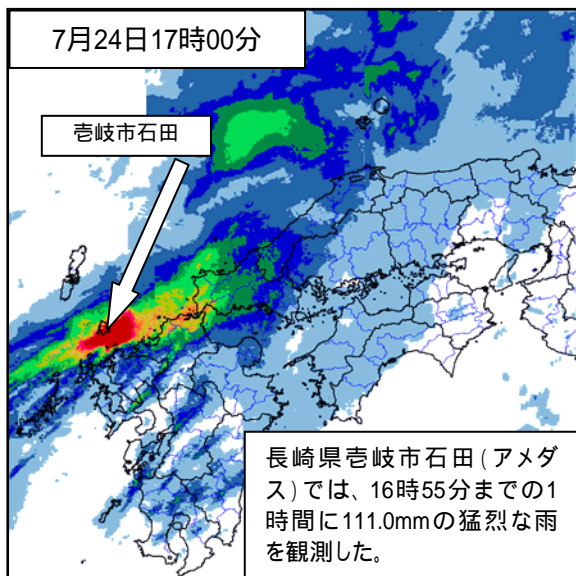 7月24日17時00分
壱岐市石田
長崎県壱岐市石田(アメダ
ス)では、16時55分までの1
時間に111.0mmの猛烈な雨
を観測した。